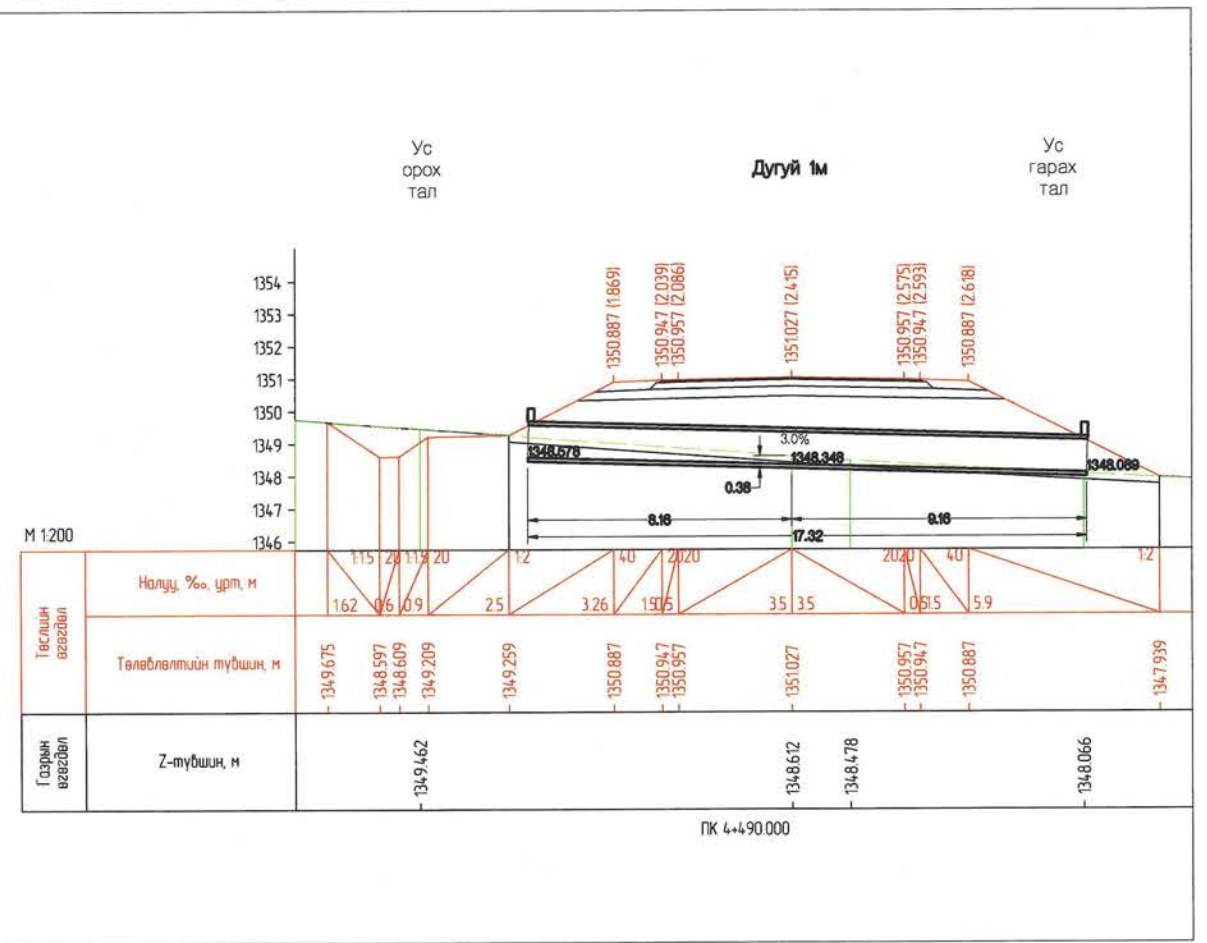 Ус
орох
тал
Дугуй 1м
Ус
гарах
тал
1350.887 (1.869)
1350.947 (2.039)
1350.957 (2.086)
1351.027 (2.415)
1350.957 (2.575)
1350.947 (2.593)
1350.887 (2.618)
1354
1353
1352
1351
1350
1349
1348
1347
1346
3.0%
1348.578
1348.346
1348.089
0.38
8.16
9.16
17.32
М 1:200
Налуу, ‰, урт, м
1:1.5 20 1:1.5 20 1:2 40 20 20 20 20 40 1:2
1.62 0.6 0.9 2.5 3.26 1.5 0.5 3.5 3.5 0.5 1.5 5.9
Төслийн
өгөгдөл
Төлөвлөлтийн түвшин, м
1349.675 1348.597 1348.609 1349.209 1349.259 1350.887 1350.947 1350.957 1351.027 1350.957 1350.947 1350.887 1347.939
Газрын
өгөгдөл
Z-түвшин, м
1349.462 1348.612 1348.478 1348.066
ПК 4+490.000